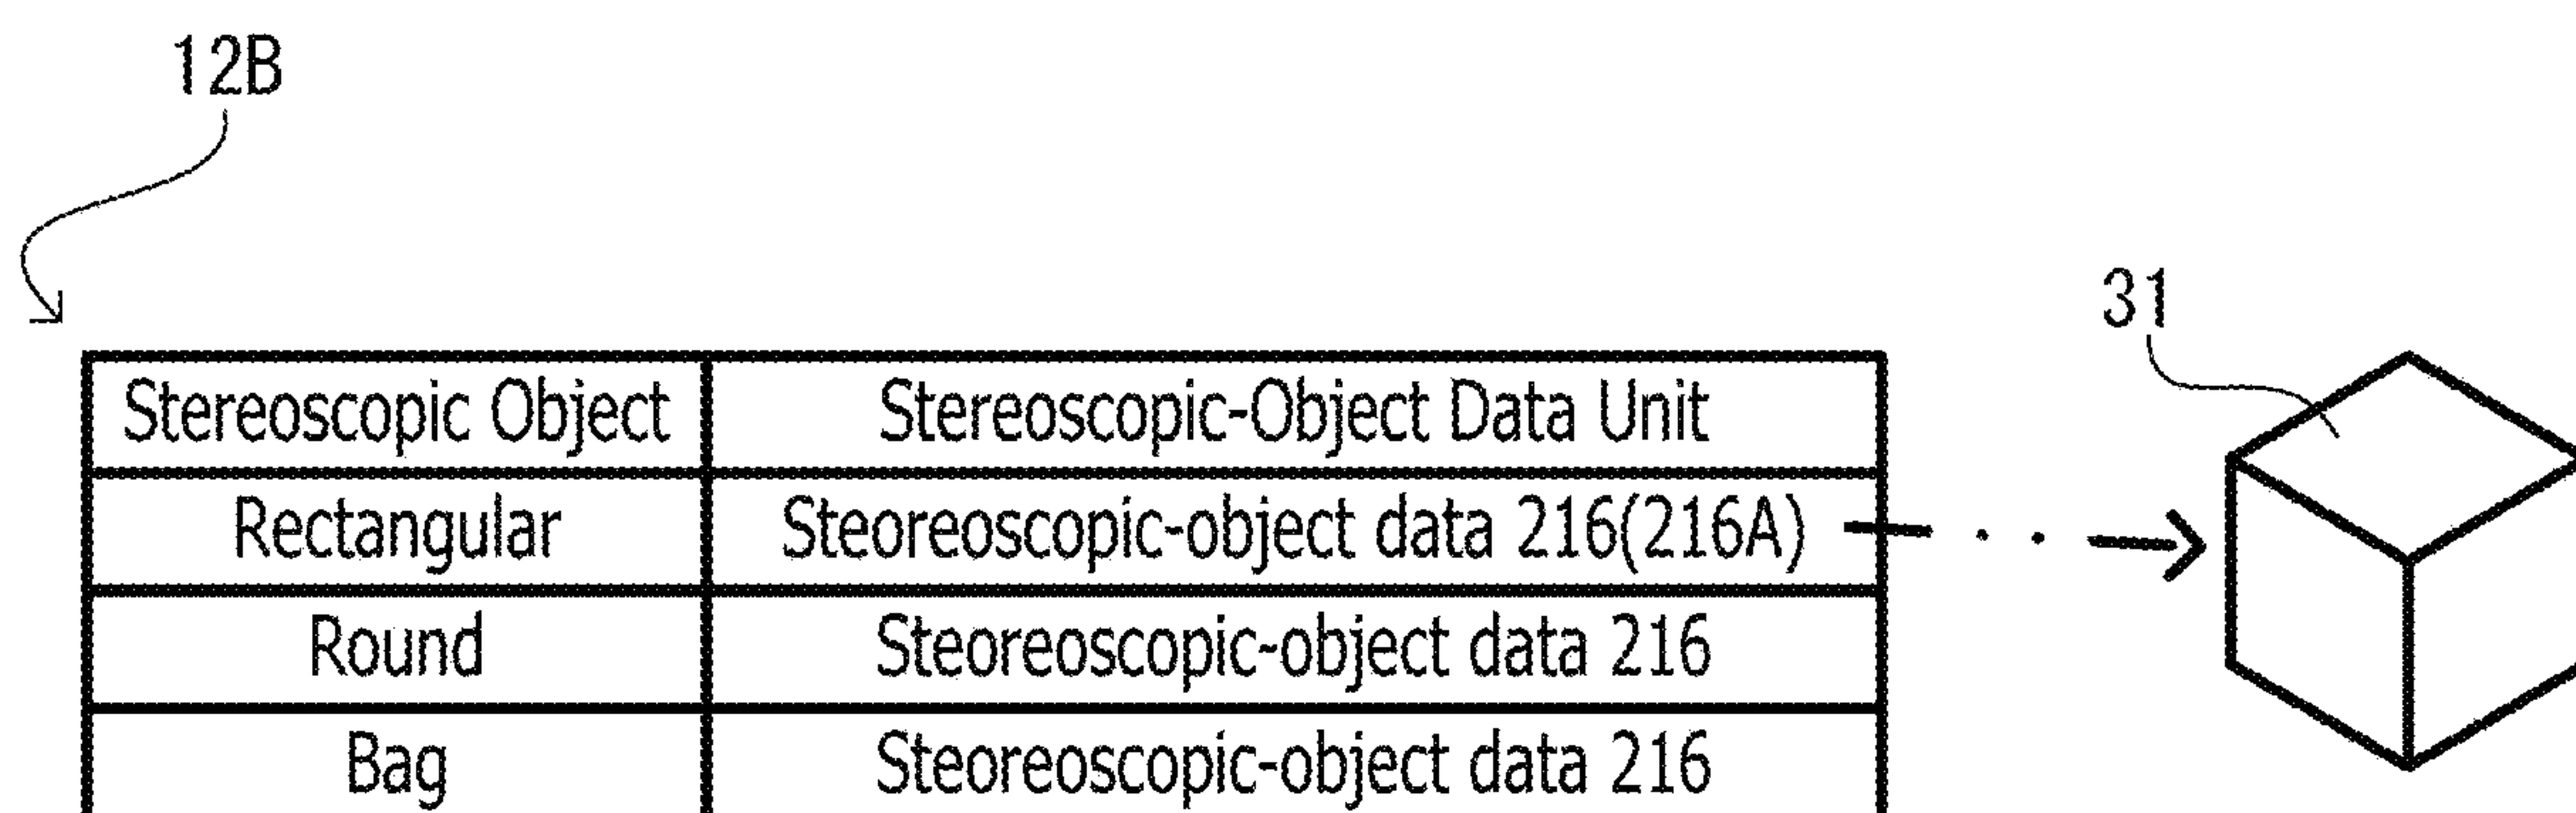 12B
31
Stereoscopic Object Stereoscopic-Object Data Unit
Rectangular Steoreoscopic-object data 216(216A)
Round Steoreoscopic-object data 216
Bag Steoreoscopic-object data 216